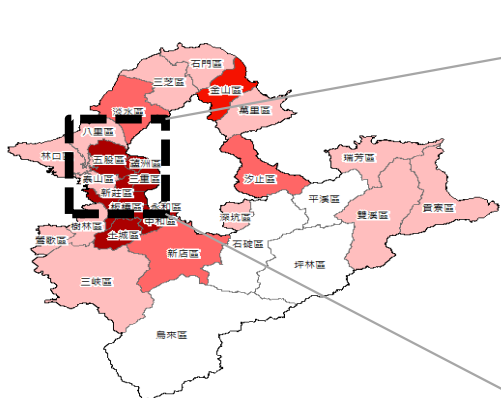 石門區
三芝區
金山區
萬里區
淡水區
八里區
林口區
五股區
蘆洲區
汐止區
瑞芳區
泰山區
三重區
新莊區
平溪區
板橋區
永和區
深坑區
雙溪區
貢寮區
中和區
樹林區
土城區
鶯歌區
石碇區
新店區
坪林區
三峽區
烏來區